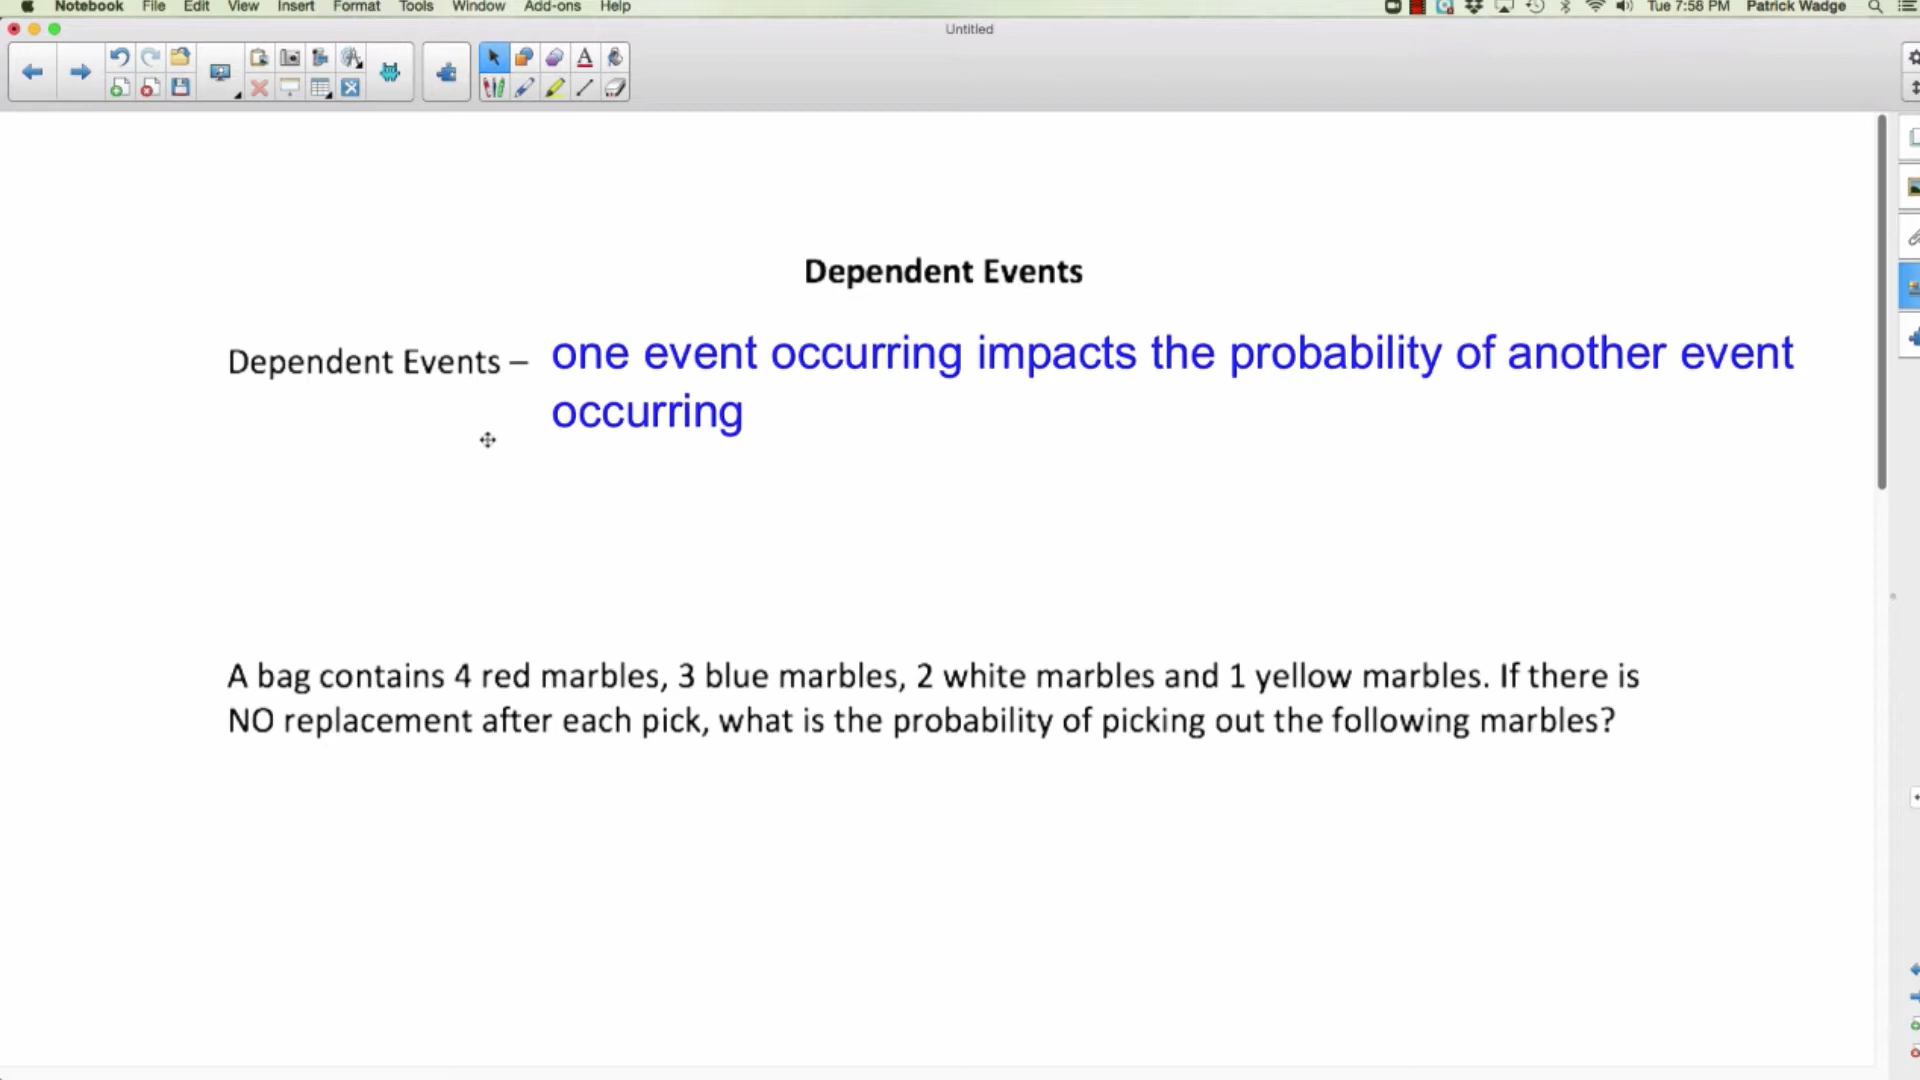 Notebook File Edit View Insert Format Tools Window Add-ons Help Tue 7:58 PM Patrick Wadge
Untitled
Dependent Events
Dependent Events – one event occurring impacts the probability of another event
occurring
A bag contains 4 red marbles, 3 blue marbles, 2 white marbles and 1 yellow marbles. If there is
NO replacement after each pick, what is the probability of picking out the following marbles?